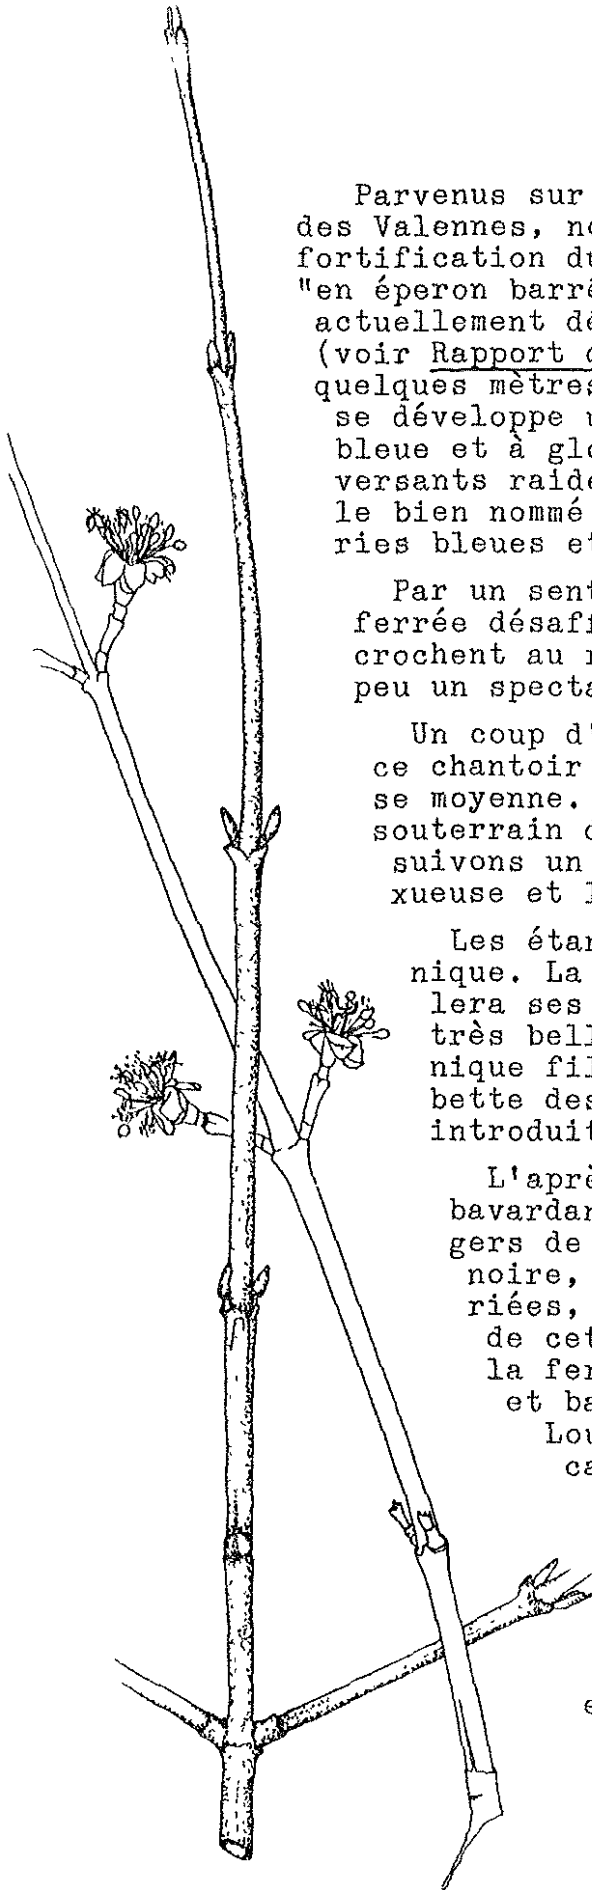 Parvenus sur
des Valennes, no
fortification du
"en éperon barré
actuellement dé
(voir Rapport d
quelques mètres
se développe u
bleue et à glo
versants raide
le bien nommé
ries bleues et
Par un sent
ferrée désaff
crochent au r
peu un specta
Un coup d'
ce chantoir
se moyenne.
souterrain d
suivons un
xueuse et l
Les étan
nique. La
lera ses
très bell
nique fil
bette des
introduit
L'aprè
bavardan
gers de
noire,
riées,
de cet
la fer
et ba
Lou
ca
e